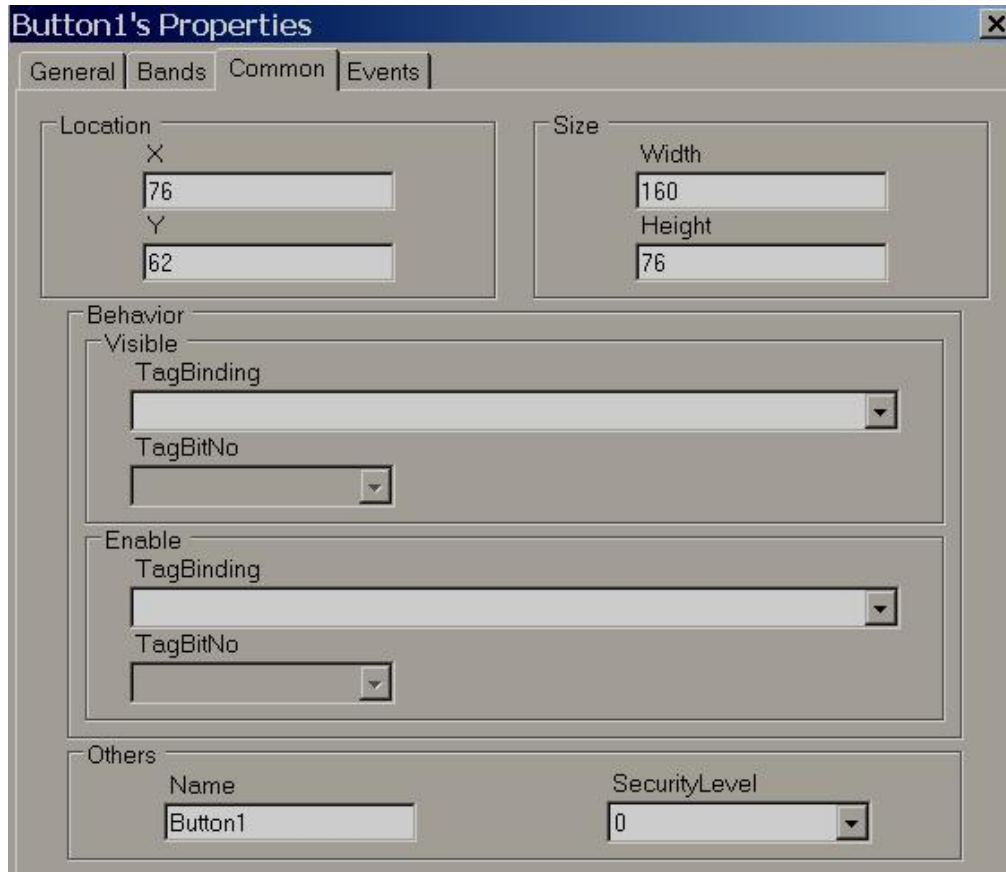 Button1's Properties
General Bands Common Events
Location
X
76
Y
62
Size
Width
160
Height
76
Behavior
Visible
TagBinding
TagBitNo
Enable
TagBinding
TagBitNo
Others
Name
Button1
SecurityLevel
0